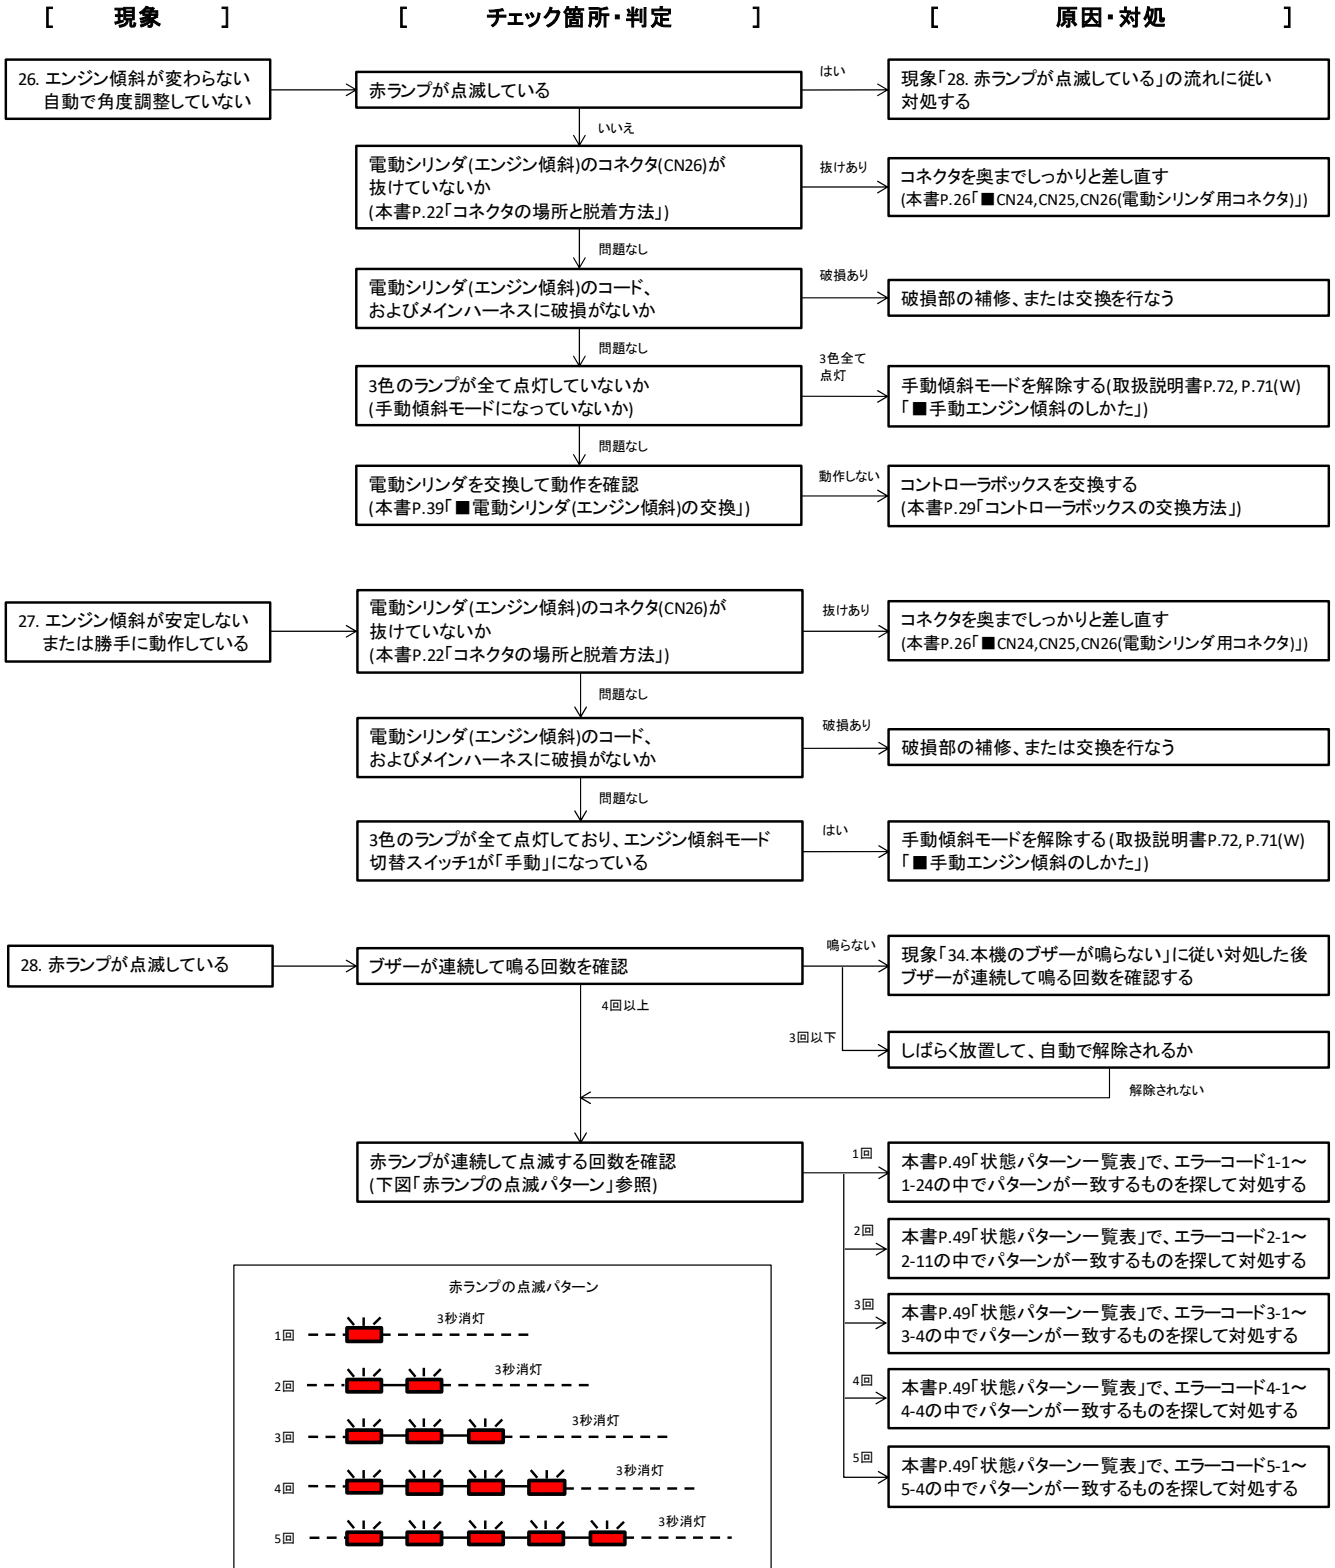 [ 現象 ]
[ チェック箇所・判定 ]
[ 原因・対処 ]
26. エンジン傾斜が変わらない
自動で角度調整していない
赤ランプが点滅している
はい
現象「28. 赤ランプが点滅している」の流れに従い
対処する
いいえ
電動シリンダ(エンジン傾斜)のコネクタ(CN26)が
抜けていないか
(本書P.22「コネクタの場所と脱着方法」)
抜けあり
コネクタを奥までしっかりと差し直す
(本書P.26「■CN24,CN25,CN26(電動シリンダ用コネクタ)」)
問題なし
電動シリンダ(エンジン傾斜)のコード、
およびメインハーネスに破損がないか
破損あり
破損部の補修、または交換を行なう
問題なし
3色のランプが全て点灯していないか
(手動傾斜モードになっていないか)
3色全て
点灯
手動傾斜モードを解除する(取扱説明書P.72, P.71(W)
「■手動エンジン傾斜のしかた」)
問題なし
電動シリンダを交換して動作を確認
(本書P.39「■電動シリンダ(エンジン傾斜)の交換」)
動作しない
コントローラボックスを交換する
(本書P.29「コントローラボックスの交換方法」)
27. エンジン傾斜が安定しない
または勝手に動作している
電動シリンダ(エンジン傾斜)のコネクタ(CN26)が
抜けていないか
(本書P.22「コネクタの場所と脱着方法」)
抜けあり
コネクタを奥までしっかりと差し直す
(本書P.26「■CN24,CN25,CN26(電動シリンダ用コネクタ)」)
問題なし
電動シリンダ(エンジン傾斜)のコード、
およびメインハーネスに破損がないか
破損あり
破損部の補修、または交換を行なう
問題なし
3色のランプが全て点灯しており、エンジン傾斜モード
切替スイッチ1が「手動」になっている
はい
手動傾斜モードを解除する(取扱説明書P.72, P.71(W)
「■手動エンジン傾斜のしかた」)
28. 赤ランプが点滅している
ブザーが連続して鳴る回数を確認
鳴らない
現象「34.本機のブザーが鳴らない」に従い対処した後
ブザーが連続して鳴る回数を確認する
4回以上
3回以下
しばらく放置して、自動で解除されるか
解除されない
赤ランプが連続して点滅する回数を確認
(下図「赤ランプの点滅パターン」参照)
1回
本書P.49「状態パターン一覧表」で、エラーコード1-1～
1-24の中でパターンが一致するものを探して対処する
2回
本書P.49「状態パターン一覧表」で、エラーコード2-1～
2-11の中でパターンが一致するものを探して対処する
3回
本書P.49「状態パターン一覧表」で、エラーコード3-1～
3-4の中でパターンが一致するものを探して対処する
4回
本書P.49「状態パターン一覧表」で、エラーコード4-1～
4-4の中でパターンが一致するものを探して対処する
5回
本書P.49「状態パターン一覧表」で、エラーコード5-1～
5-4の中でパターンが一致するものを探して対処する
赤ランプの点滅パターン
1回 3秒消灯
2回 3秒消灯
3回 3秒消灯
4回 3秒消灯
5回 3秒消灯